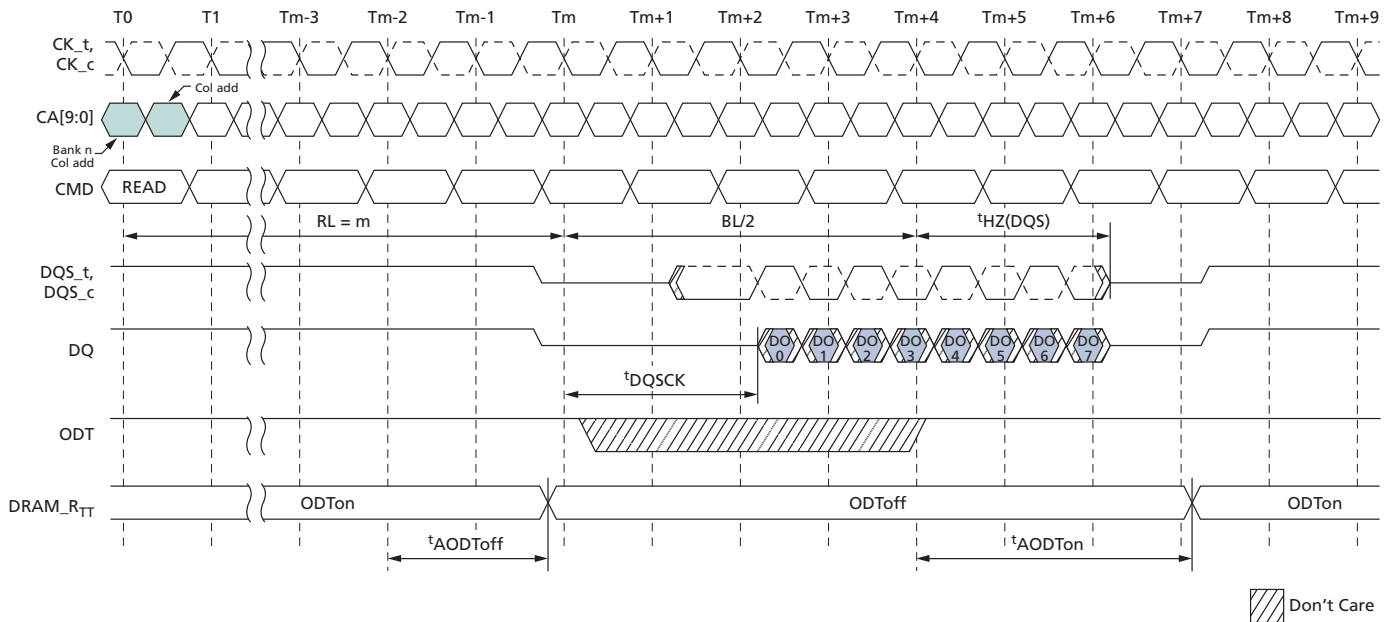 T0 T1 Tm-3 Tm-2 Tm-1 Tm Tm+1 Tm+2 Tm+3 Tm+4 Tm+5 Tm+6 Tm+7 Tm+8 Tm+9
CK_t,
CK_c
Col add
CA[9:0]
Bank n
Col add
CMD READ
RL = m BL/2 tHZ(DQS)
DQS_t,
DQS_c
DQ DO 0 DO 1 DO 2 DO 3 DO 4 DO 5 DO 6 DO 7
tDQSCK
ODT
DRAM_RTT ODTon ODToff ODTon
tAODToff tAODTon
Don't Care